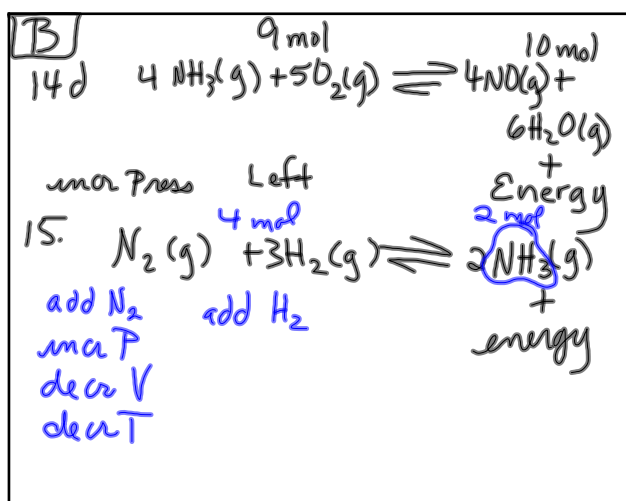 B
9 mol 10 mol
14d 4 NH₃(g) + 5O₂(g) ⇌ 4NO(g) +
6H₂O(g)
+
incr Press Left Energy
4 mol 2 mol
15. N₂(g) + 3H₂(g) ⇌ 2NH₃(g)
+
add N₂ add H₂
energy
incr P
decr V
decr T